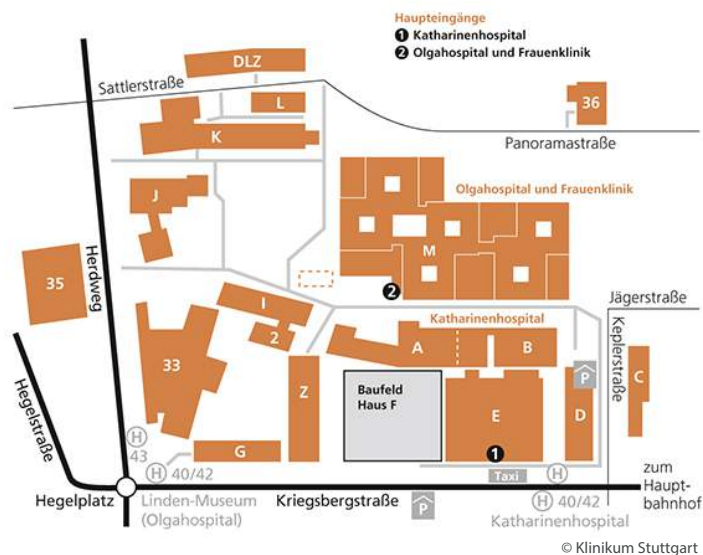 Haupteingänge
1 Katharinenhospital
2 Olgahospital und Frauenklinik
DLZ
Sattlerstraße
L
36
K
Panoramastraße
J
Olgahospital und Frauenklinik
M
Herdweg
35
2
I
Jägerstraße
Katharinenhospital
2
A
B
Keplerstraße
33
Hegelstraße
P
C
Z
Baufeld
Haus F
E
D
G
1
H
43
H 40/42
Taxi
H
zum
Haupt-
bahnhof
Hegelplatz
Linden-Museum
(Olgahospital)
Kriegsbergstraße
P
H 40/42
Katharinenhospital
© Klinikum Stuttgart